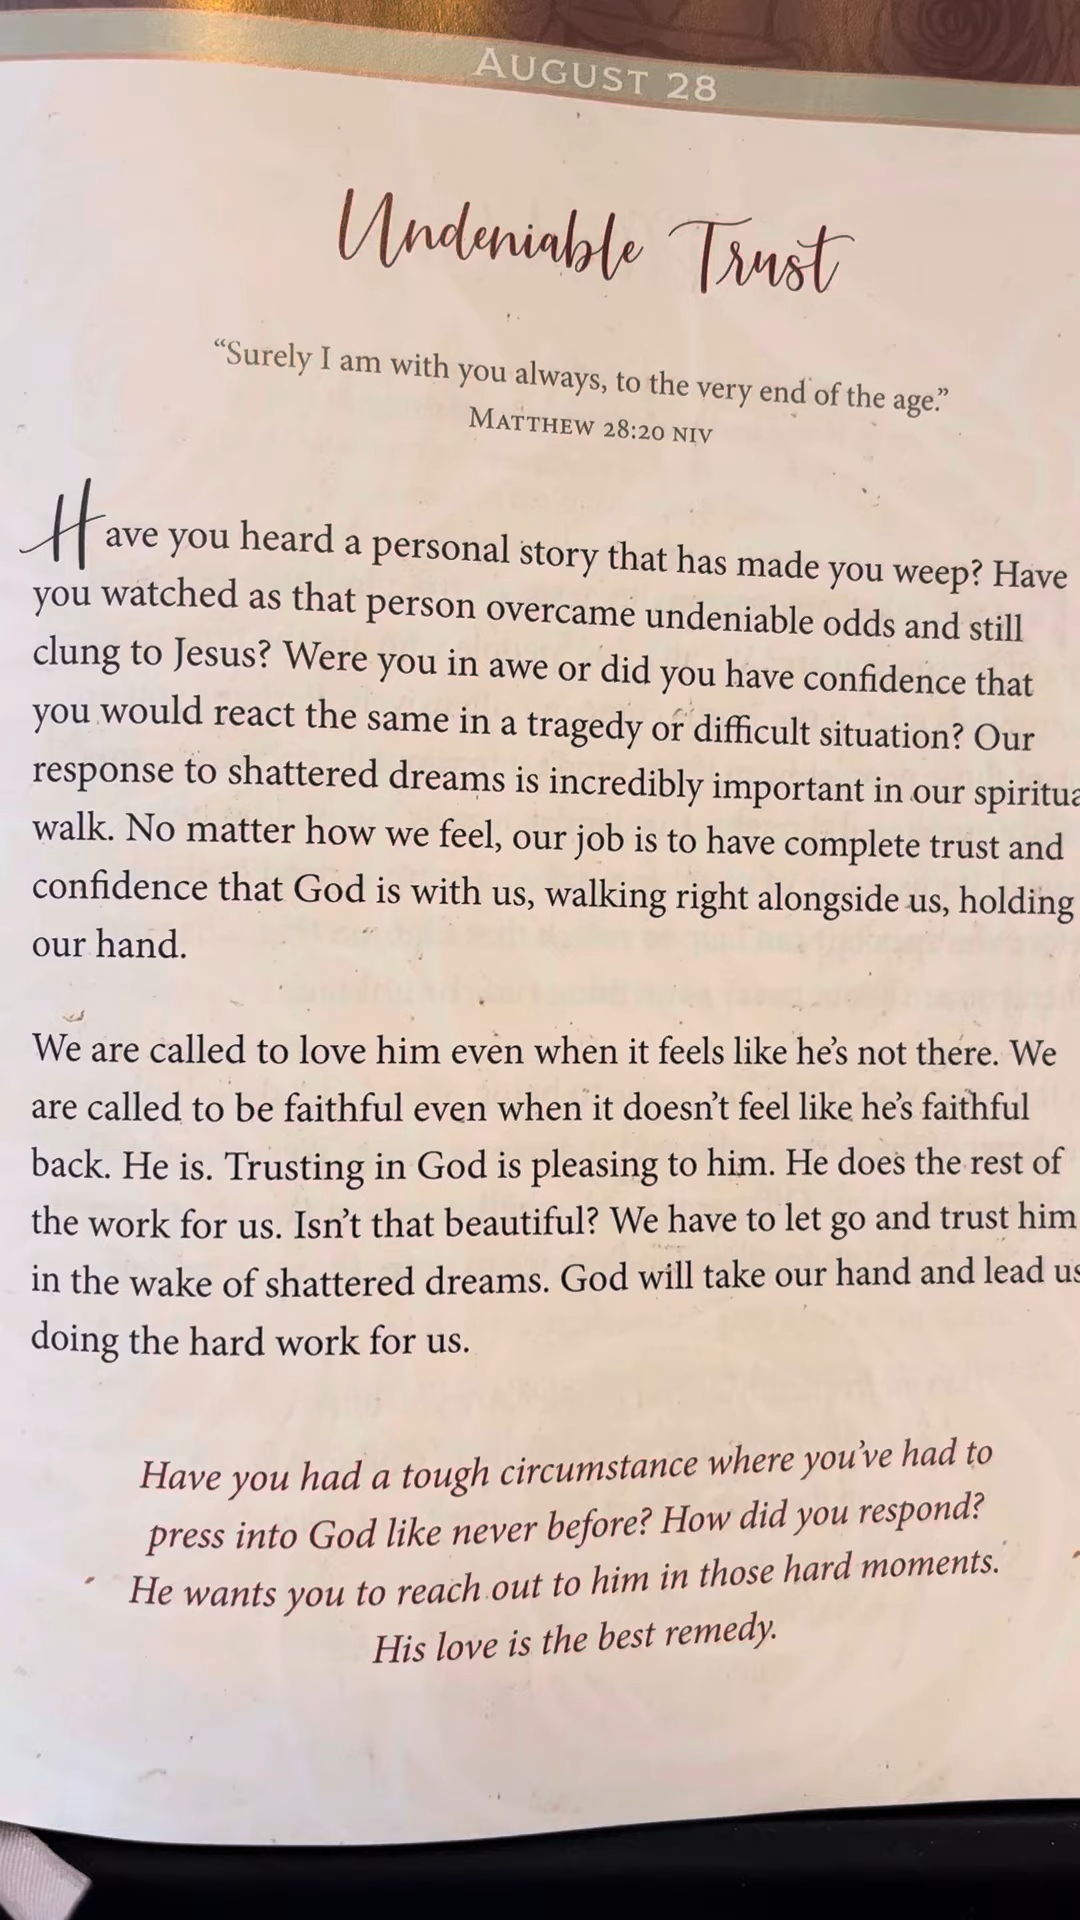 AUGUST 28
Undeniable Trust
“Surely I am with you always, to the very end of the age.”
MATTHEW 28:20 NIV
Have you heard a personal story that has made you weep? Have
you watched as that person overcame undeniable odds and still
clung to Jesus? Were you in awe or did you have confidence that
you would react the same in a tragedy or difficult situation? Our
response to shattered dreams is incredibly important in our spiritua
walk. No matter how we feel, our job is to have complete trust and
confidence that God is with us, walking right alongside us, holding
our hand.
We are called to love him even when it feels like he’s not there. We
are called to be faithful even when it doesn’t feel like he’s faithful
back. He is. Trusting in God is pleasing to him. He does the rest of
the work for us. Isn’t that beautiful? We have to let go and trust him
in the wake of shattered dreams. God will take our hand and lead us
doing the hard work for us.
Have you had a tough circumstance where you’ve had to
press into God like never before? How did you respond?
He wants you to reach out to him in those hard moments.
His love is the best remedy.